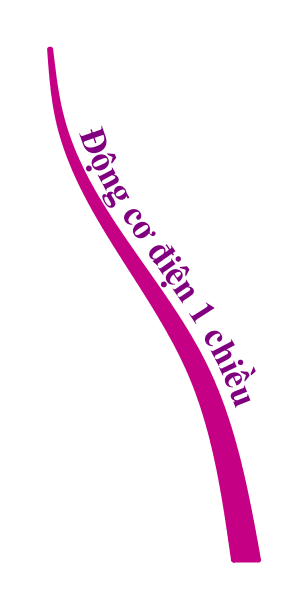 Động cơ điện 1 chiều